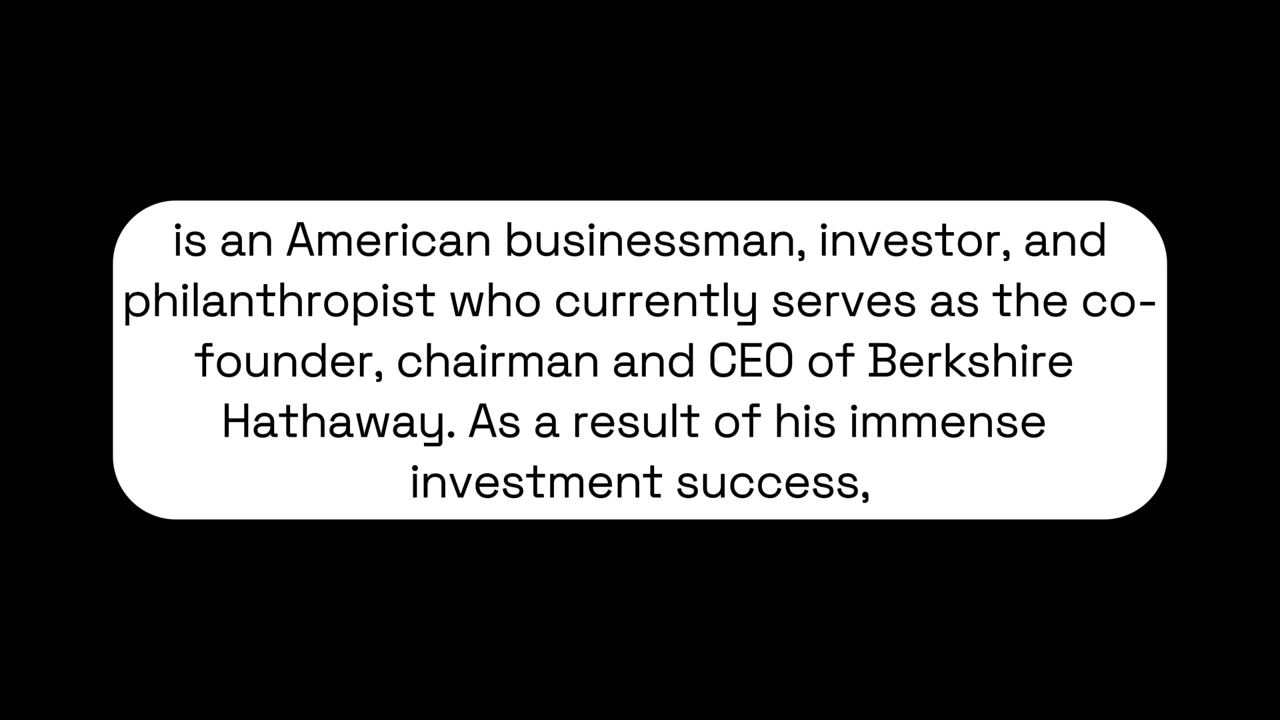 is an American businessman, investor, and
philanthropist who currently serves as the co-
founder, chairman and CEO of Berkshire
Hathaway. As a result of his immense
investment success,